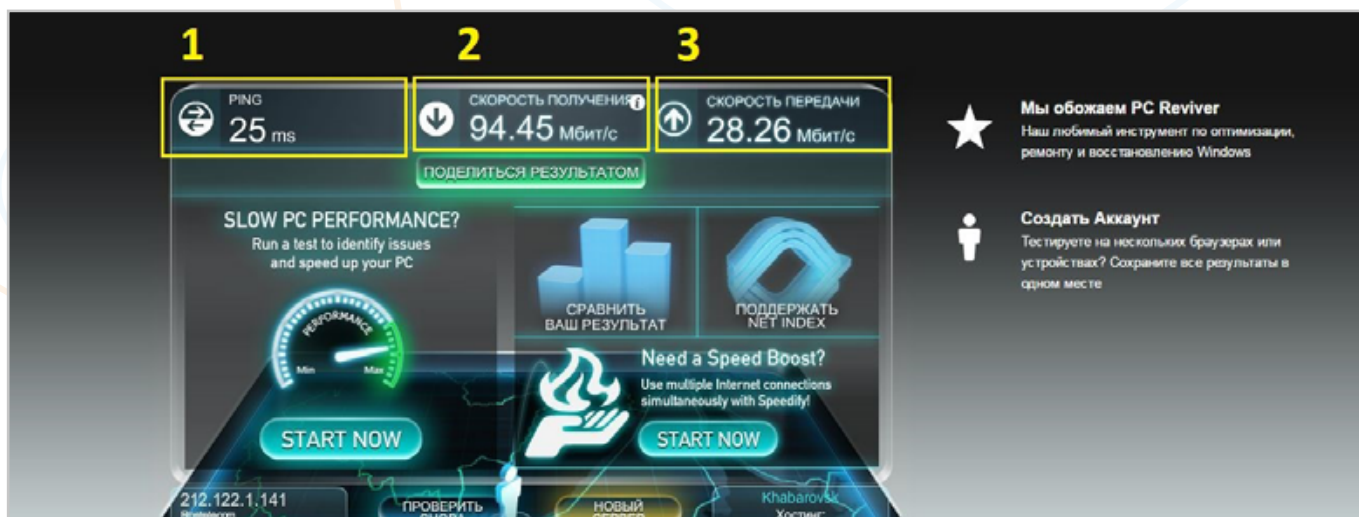 1
2
3
PING
25 ms
СКОРОСТЬ ПОЛУЧЕНИЯ
94.45 Мбит/с
СКОРОСТЬ ПЕРЕДАЧИ
28.26 Мбит/с
ПОДЕЛИТЬСЯ РЕЗУЛЬТАТОМ
SLOW PC PERFORMANCE?
Run a test to identify issues
and speed up your PC
PERFORMANCE
Min
Max
START NOW
СРАВНИТЬ
ВАШ РЕЗУЛЬТАТ
ПОДДЕРЖАТЬ
NET INDEX
Need a Speed Boost?
Use multiple Internet connections
simultaneously with Speedify!
START NOW
212.122.1.141
ПРОВЕРИТЬ
НОВЫЙ
Khabarovsk
Хостинг:
Мы обожаем PC Reviver
Наш любимый инструмент по оптимизации,
ремонту и восстановлению Windows
Создать Аккаунт
Тестируете на нескольких браузерах или
устройствах? Сохраните все результаты в
одном месте